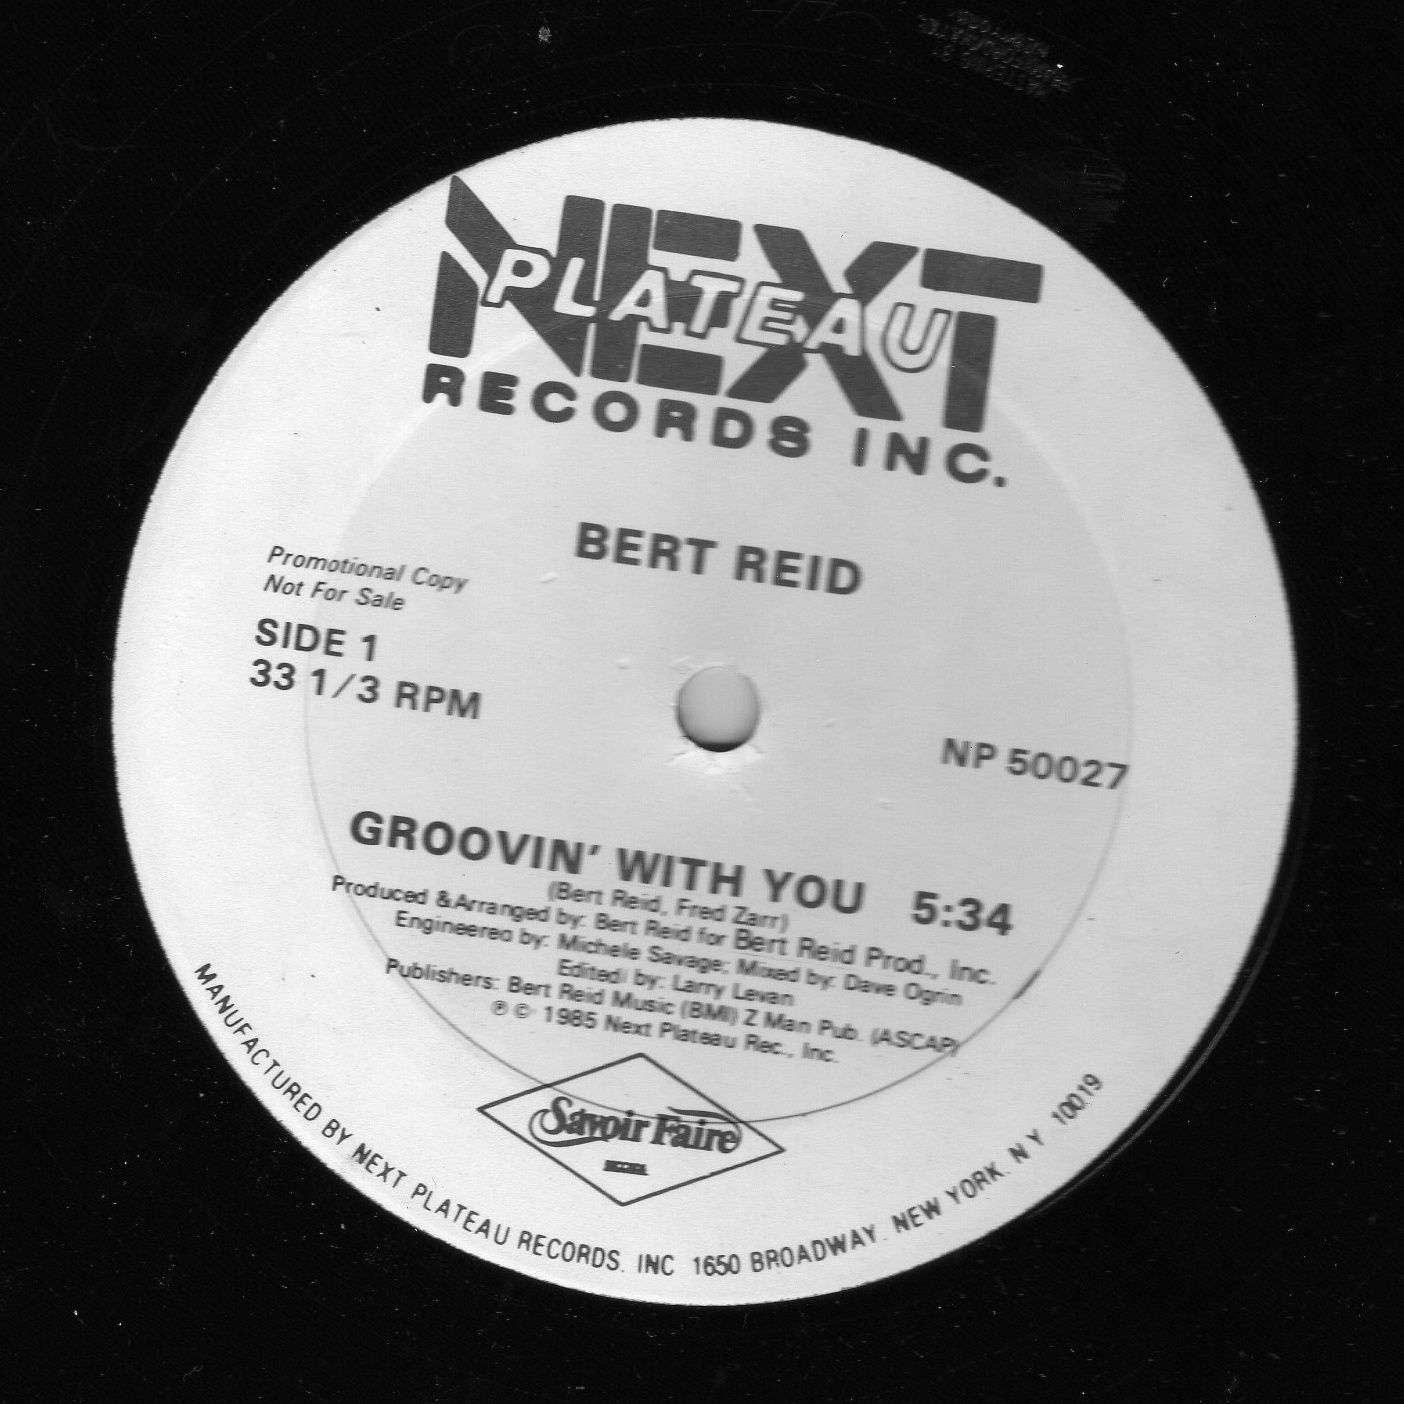 NEXT
PLATEAU
RECORDS INC.
BERT REID
Promotional Copy
Not For Sale
SIDE 1
33 1/3 RPM
NP 50027
GROOVIN' WITH YOU 5:34
(Bert Reid, Fred Zarr)
Produced & Arranged by: Bert Reid for Bert Reid Prod., Inc.
Engineered by: Michele Savage; Mixed by: Dave Ogrin
Edited by: Larry Levan
Publishers: Bert Reid Music (BMI) Z Man Pub. (ASCAP)
℗ © 1985 Next Plateau Rec., Inc.
Savoir Faire
MANUFACTURED BY NEXT PLATEAU RECORDS. INC 1650 BROADWAY. NEW YORK. N Y 10019